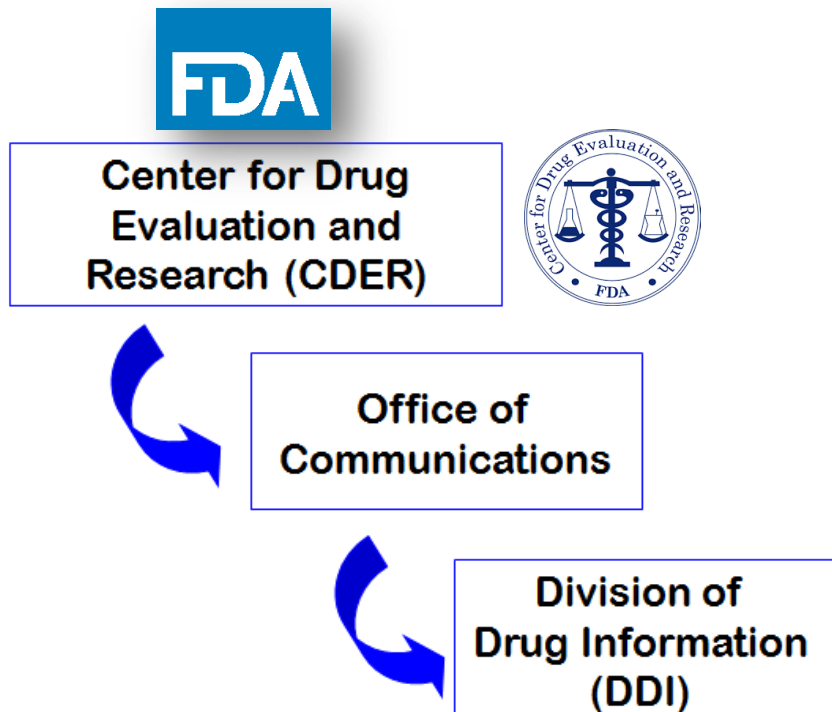 FDA
Center for Drug
Evaluation and
Research (CDER)
Center for Drug Evaluation and Research
• FDA •
Office of
Communications
Division of
Drug Information
(DDI)